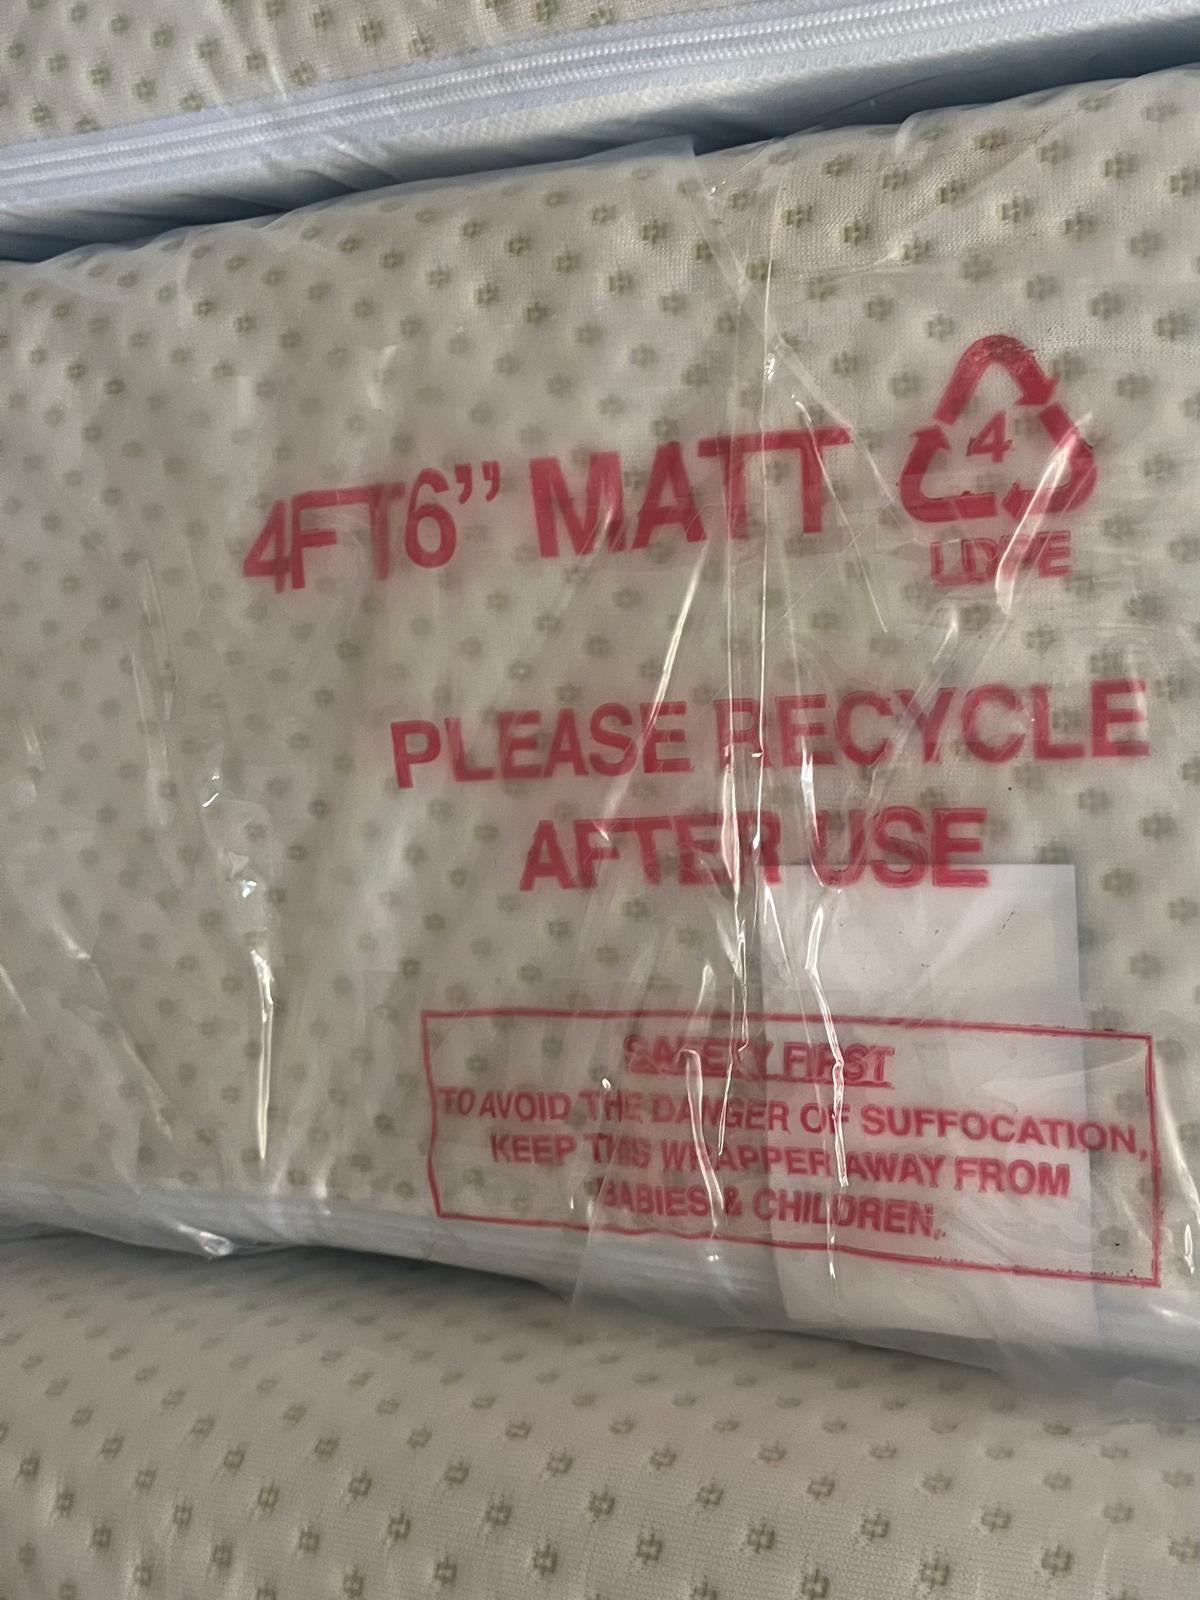 4FT6” MATT
4
LDPE
PLEASE RECYCLE
AFTER USE
SAFETY FIRST
TO AVOID THE DANGER OF SUFFOCATION,
KEEP THIS WRAPPER AWAY FROM
BABIES & CHILDREN.